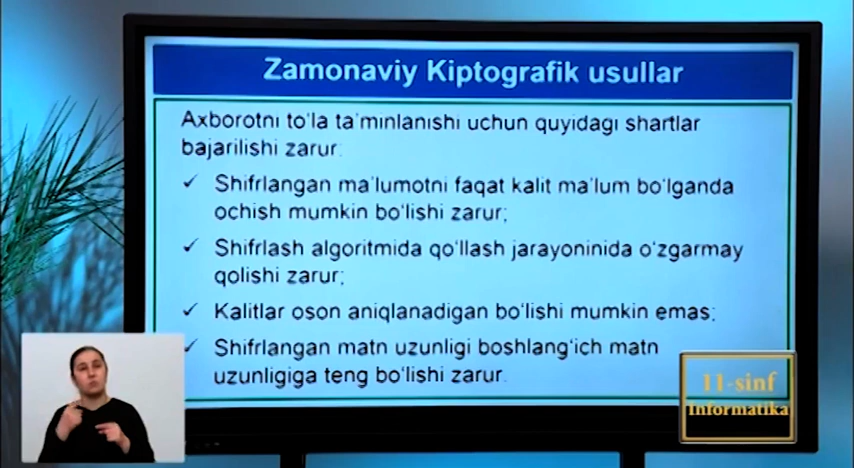 Zamonaviy Kiptografik usullar
Axborotni to'la ta'minlanishi uchun quyidagi shartlar
bajarilishi zarur:
✓ Shifrlangan ma'lumotni faqat kalit ma'lum bo'lganda
ochish mumkin bo'lishi zarur;
✓ Shifrlash algoritmida qo'llash jarayoninida o'zgarmay
qolishi zarur;
✓ Kalitlar oson aniqlanadigan bo'lishi mumkin emas;
✓ Shifrlangan matn uzunligi boshlang'ich matn
uzunligiga teng bo'lishi zarur.
11-sinf
Informatika